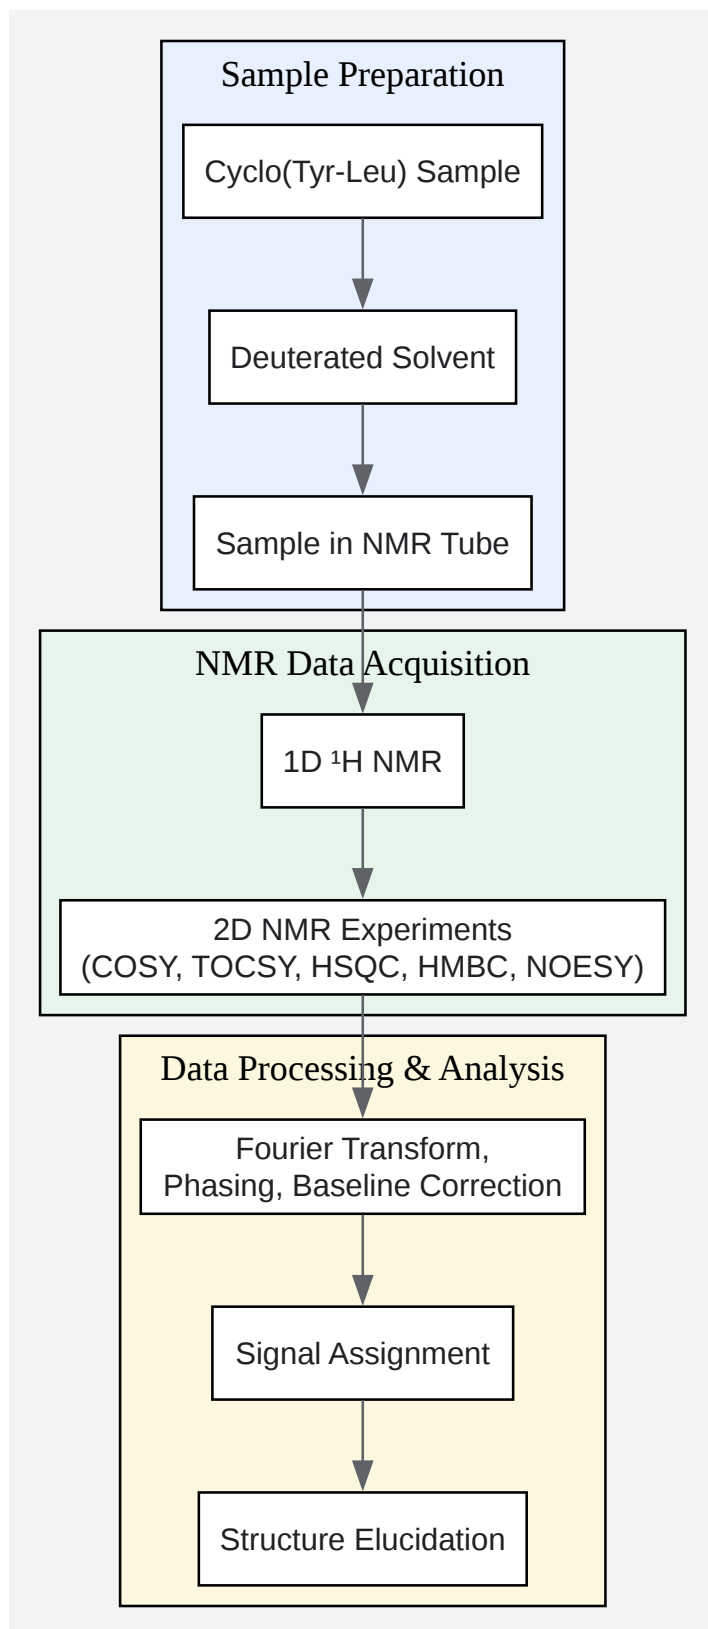 Sample Preparation
Cyclo(Tyr-Leu) Sample
Deuterated Solvent
Sample in NMR Tube
NMR Data Acquisition
1D ¹H NMR
2D NMR Experiments
(COSY, TOCSY, HSQC, HMBC, NOESY)
Data Processing & Analysis
Fourier Transform,
Phasing, Baseline Correction
Signal Assignment
Structure Elucidation